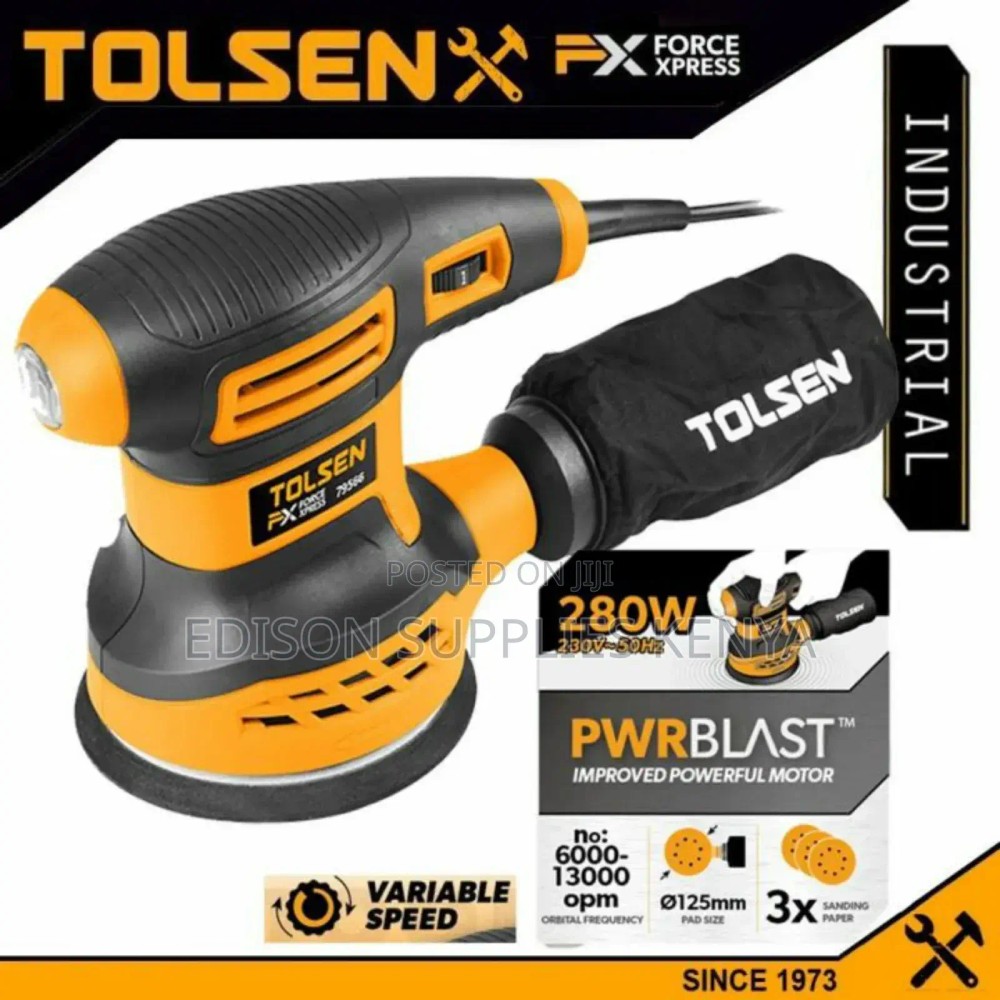 TOLSEN
PX FORCE
XPRESS
INDUSTRIAL
TOLSEN
TOLSEN
PX FORCE
XPRESS 79566
POSTED ON JIJI
EDISON SUPPLIES KENYA
280W
230V~50Hz
TOLSEN
PWRBLAST™
IMPROVED POWERFUL MOTOR
no:
6000-
13000
opm
ORBITAL FREQUENCY
Ø125mm
PAD SIZE
3x SANDING
PAPER
VARIABLE
SPEED
SINCE 1973